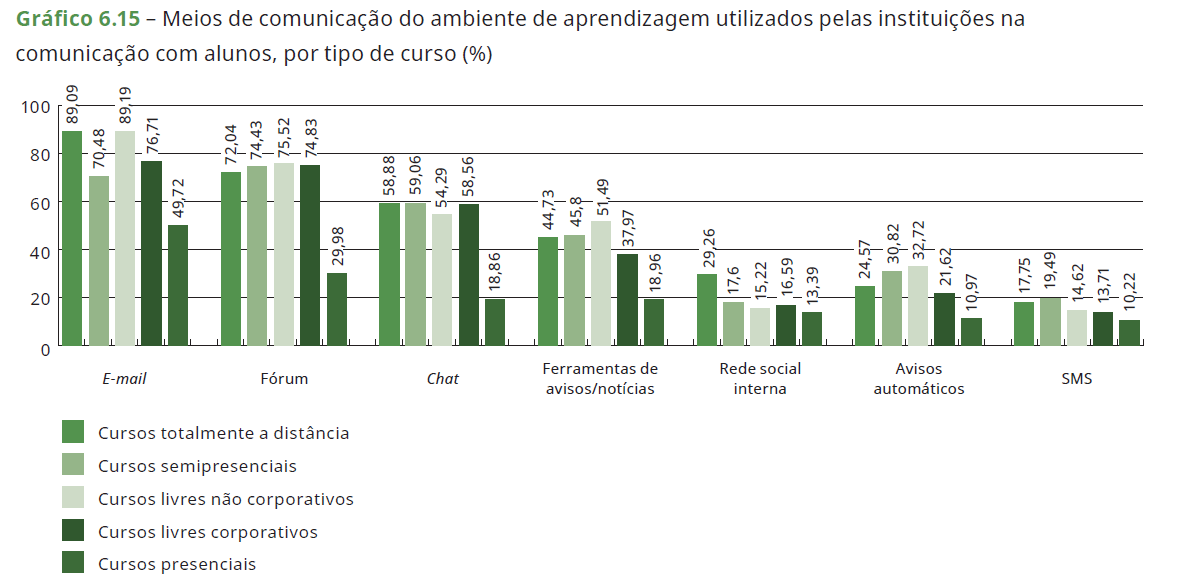 Gráfico 6.15 – Meios de comunicação do ambiente de aprendizagem utilizados pelas instituições na
comunicação com alunos, por tipo de curso (%)
100
80
60
40
20
0
89,09
70,48
89,19
76,71
49,72
72,04
74,43
75,52
74,83
29,98
58,88
59,06
54,29
58,56
18,86
44,73
45,8
51,49
37,97
18,96
29,26
17,6
15,22
16,59
13,39
24,57
30,82
32,72
21,62
10,97
17,75
19,49
14,62
13,71
10,22
E-mail
Fórum
Chat
Ferramentas de
avisos/notícias
Rede social
interna
Avisos
automáticos
SMS
Cursos totalmente a distância
Cursos semipresenciais
Cursos livres não corporativos
Cursos livres corporativos
Cursos presenciais